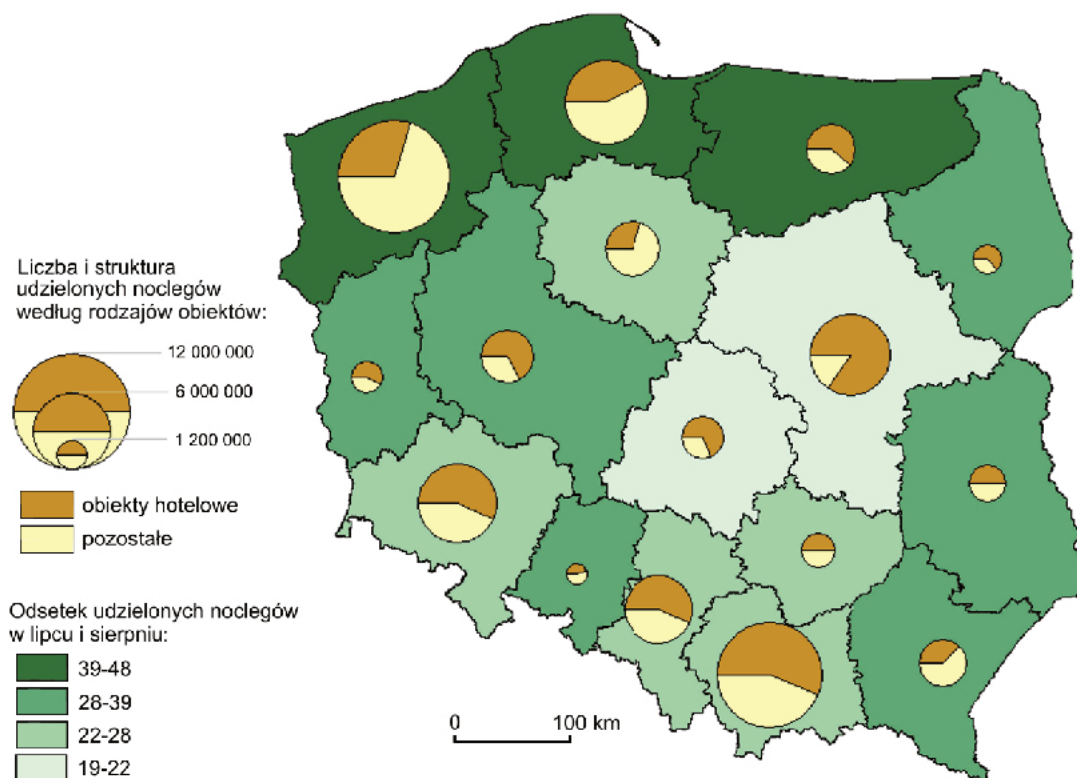 Liczba i struktura
udzielonych noclegów
według rodzajów obiektów:
12 000 000
6 000 000
1 200 000
obiekty hotelowe
pozostałe
Odsetek udzielonych noclegów
w lipcu i sierpniu:
39-48
28-39
22-28
19-22
0 100 km